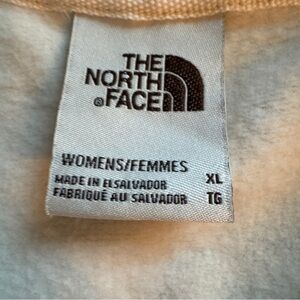 THE
NORTH
®FACE
WOMENS/FEMMES
MADE IN ELSALVADOR XL
FABRIQUÉ AU SALVADOR TG